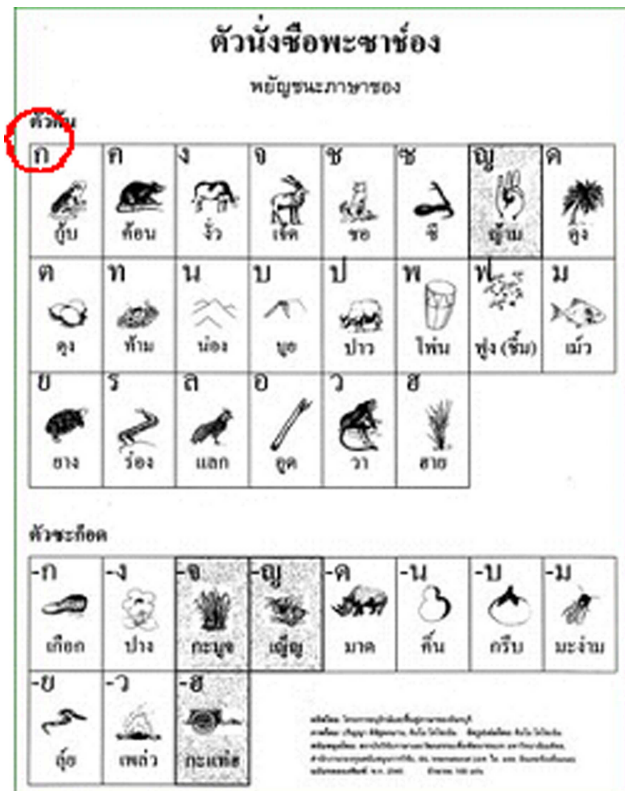 ตัวนั่งซือพะซาช์อง
พยัญชนะภาษาชอง
ตัวต้น
ก ค ง จ ช ซ ญ ด
กู้บ ค้อน งั่ว เจ๊ค ชอ ซี ญ้าม ดูง
ต ท น บ ป พ ฟ ม
ตุง ท้าม น่อง บูย ปาว ไพ่น ฟูง (ชิ้น) เม้ว
ย ร ล อ ว ฮ
ยาง ร่อง แลก อูด วา ฮาย
ตัวซะก๊อด
-ก -ง -จ -ญ -ด -น -บ -ม
เกือก ปาง กะมูจ เญ็ญ มาด คิ้น กรีบ มะง่าม
-ย -ว -ฮ
กุ้ย เพล่ว กะแท่ฮ